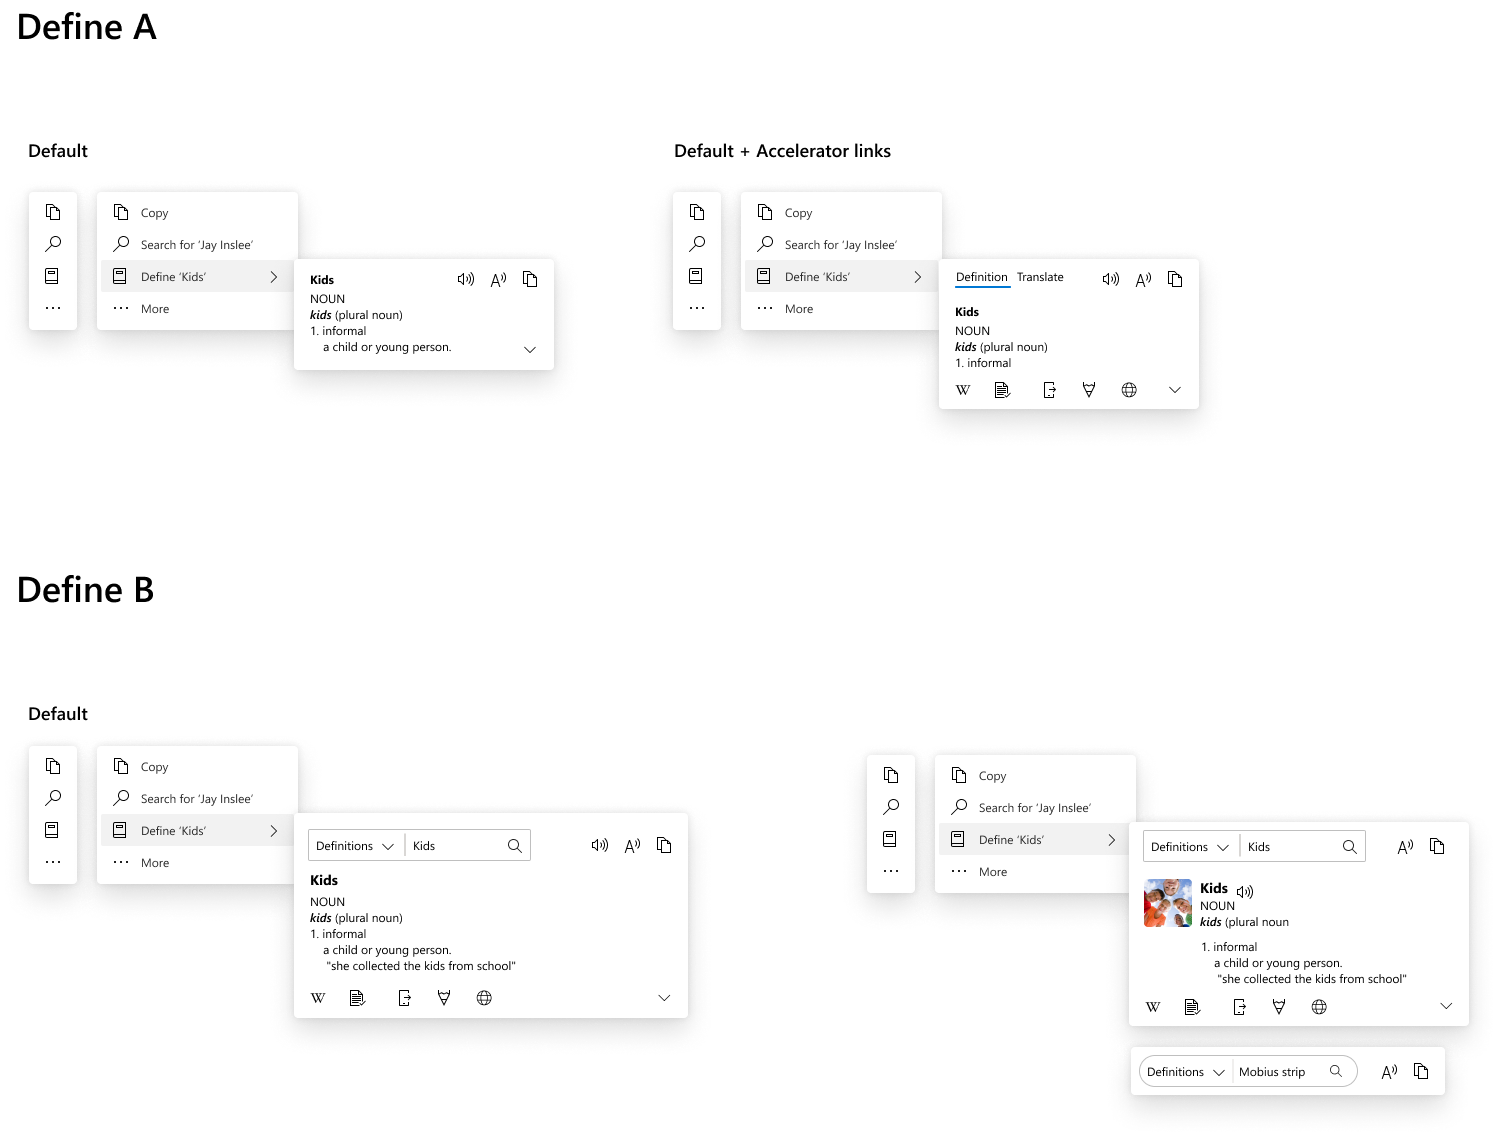 Define A
Default
Copy
Search for ‘Jay Inslee’
Define ‘Kids’
More
Kids
NOUN
kids (plural noun)
1. informal
a child or young person.
Default + Accelerator links
Copy
Search for ‘Jay Inslee’
Define ‘Kids’
More
Definition Translate
Kids
NOUN
kids (plural noun)
1. informal
W
Define B
Default
Copy
Search for ‘Jay Inslee’
Define ‘Kids’
More
Definitions Kids
Kids
NOUN
kids (plural noun)
1. informal
a child or young person.
"she collected the kids from school"
W
Copy
Search for ‘Jay Inslee’
Define ‘Kids’
More
Definitions Kids
Kids
NOUN
kids (plural noun
1. informal
a child or young person.
"she collected the kids from school"
W
Definitions Mobius strip